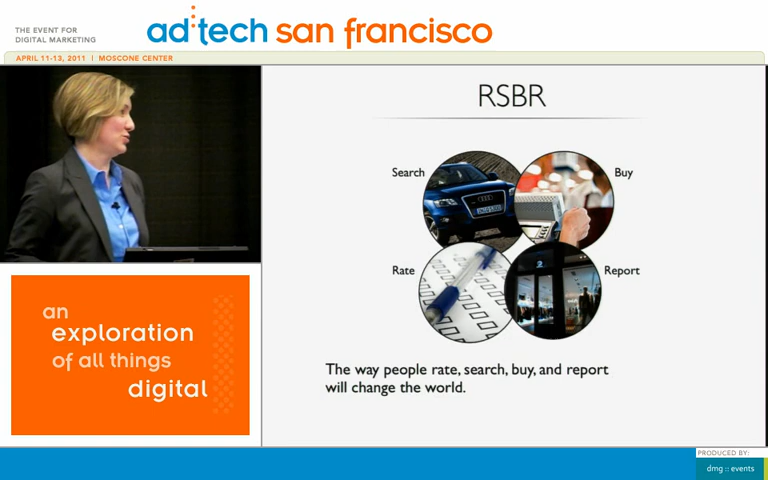 THE EVENT FOR
DIGITAL MARKETING
ad:tech san francisco
APRIL 11-13, 2011 | MOSCONE CENTER
RSBR
Search
Buy
Rate
Report
The way people rate, search, buy, and report
will change the world.
an
exploration
of all things
digital
PRODUCED BY:
dmg :: events